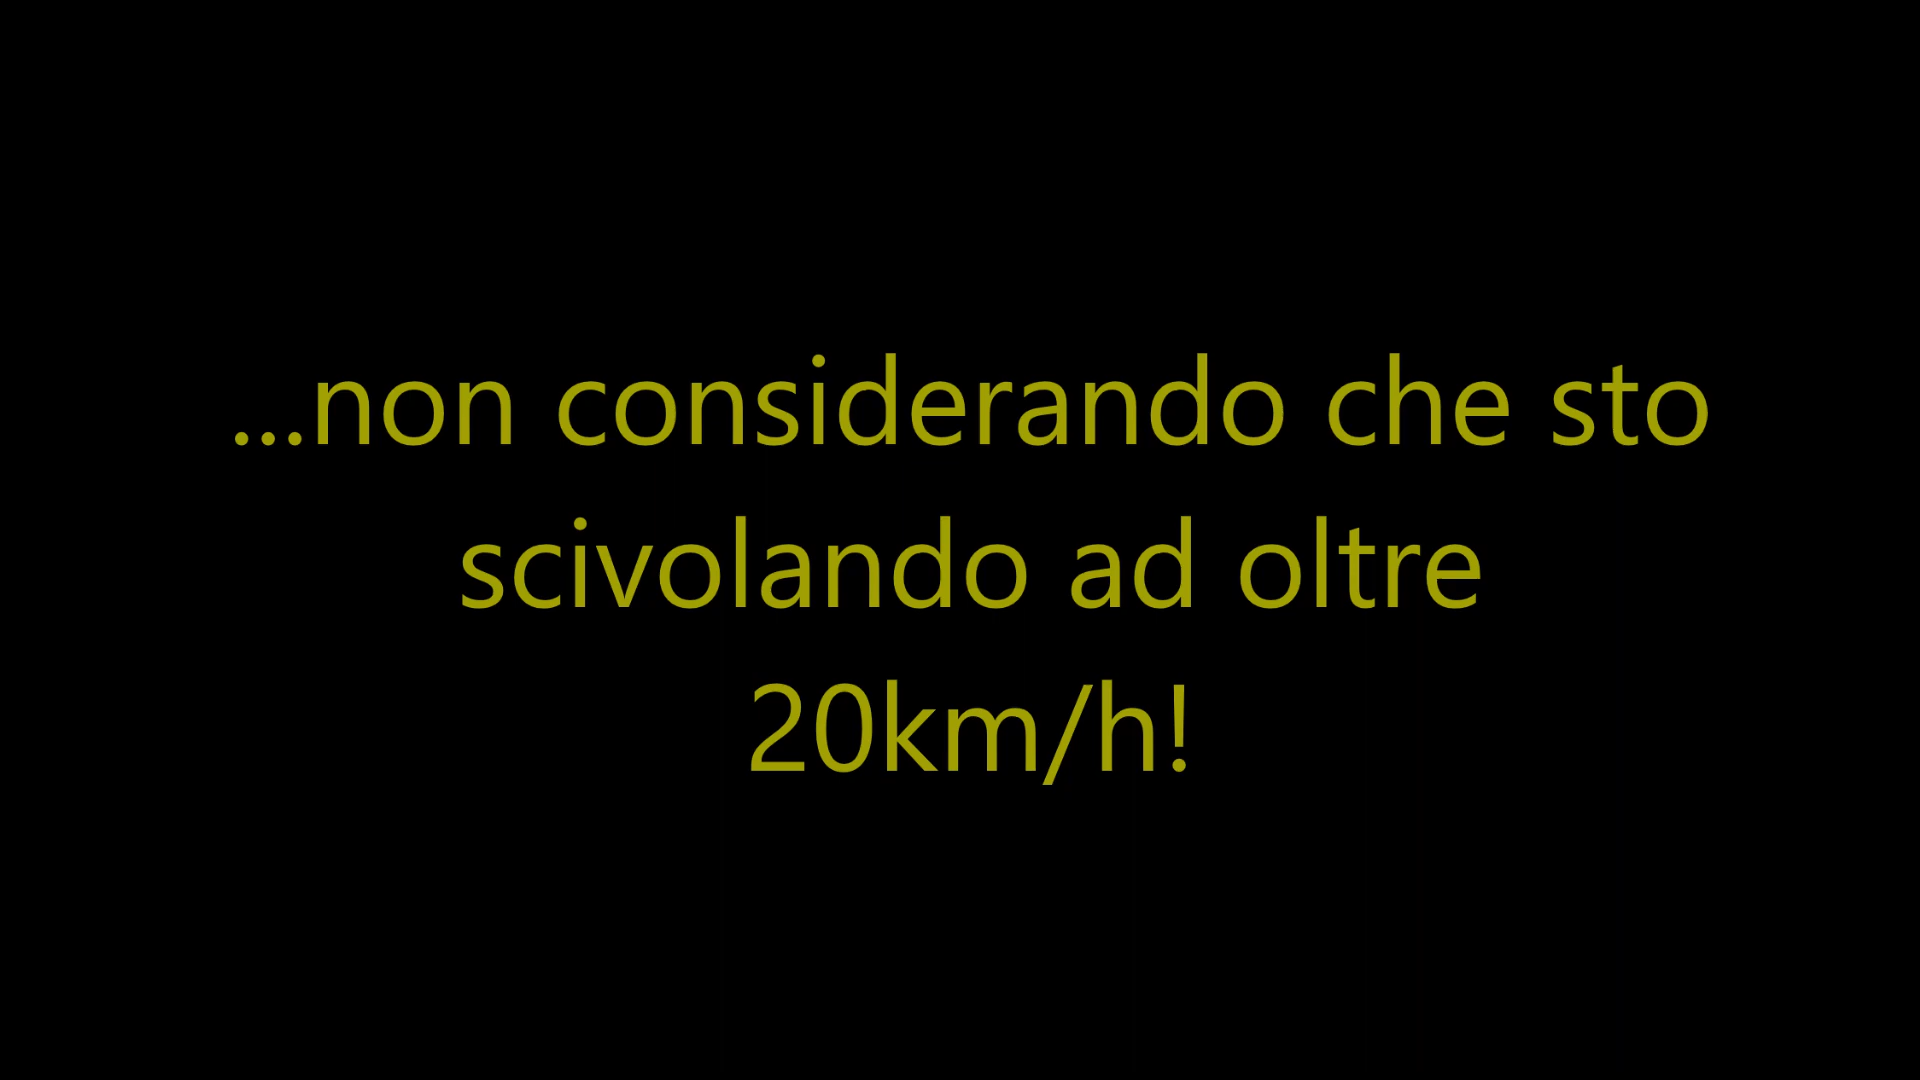 ...non considerando che sto
scivolando ad oltre
20km/h!